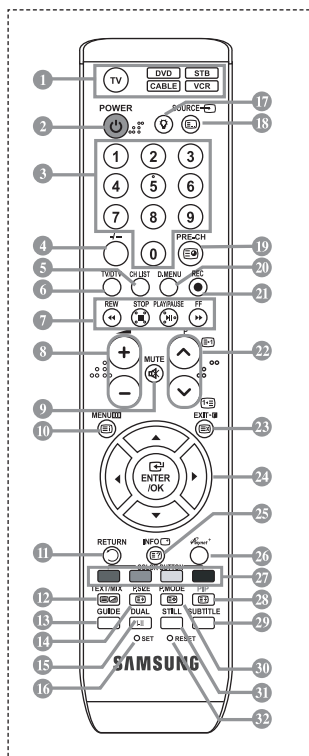 1 TV DVD STB
CABLE VCR
POWER SOURCE 17
2 18
3 1 2 3
4 5 6
7 8 9
4 -/-- 0 PRE-CH 19
5 TV/DTV CH LIST D.MENU REC 20
6 21
REW STOP PLAY/PAUSE FF
7
8 + P 22
MUTE
9 −
MENU EXIT 23
10
ENTER 24
/OK
25
RETURN INFO
11 26
COLOR BUTTON 27
TEXT/MIX P.SIZE P.MODE PIP
12 28
GUIDE DUAL STILL SUBTITLE
13 I-II 29
14
15 SET RESET 30
16 SAMSUNG 31
32